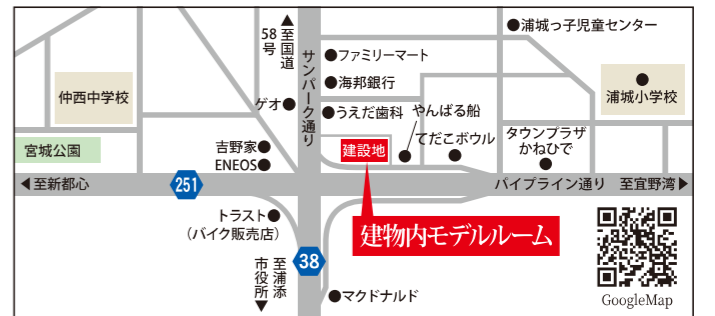 ▲至国道
58号
サンパーク通り
●浦城っ子児童センター
●ファミリーマート
●海邦銀行
ゲオ●
●うえだ歯科
やんばる船
●
てだこボウル
●
仲西中学校
●
浦城小学校
タウンプラザ
かねひで
●
宮城公園
吉野家●
ENEOS●
建設地
◀至新都心
251
パイプライン通り
至宜野湾▶
トラスト●
（バイク販売店）
建物内モデルルーム
至浦添
市役所▼
38
●マクドナルド
GoogleMap